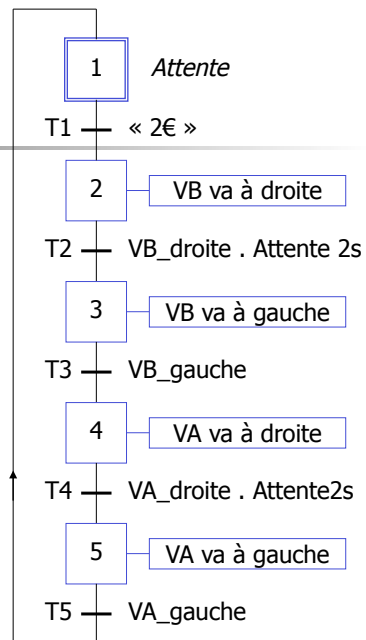 1 Attente
T1 « 2€ »
2 VB va à droite
T2 VB_droite . Attente 2s
3 VB va à gauche
T3 VB_gauche
4 VA va à droite
T4 VA_droite . Attente2s
5 VA va à gauche
T5 VA_gauche